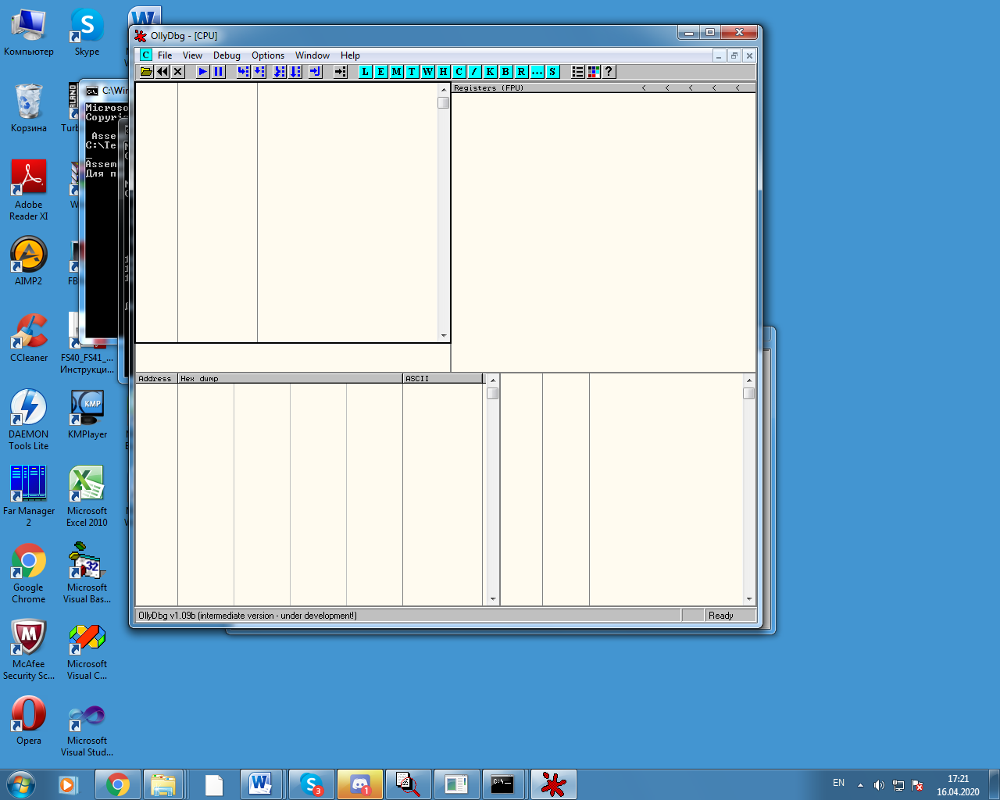 Компьютер
Skype
Корзина
Adobe
Reader XI
AIMP2
CCleaner
FS40_FS41_...
Инструкци...
DAEMON
Tools Lite
KMPlayer
Far Manager
2
Microsoft
Excel 2010
Google
Chrome
Microsoft
Visual Bas...
McAfee
Security Sc...
Microsoft
Visual C...
Opera
Microsoft
Visual Stud...
C:\Win
Microso
Copyri
Asse
C:\Te
Assem
Для п
OllyDbg - [CPU]
C File View Debug Options Window Help
L E M T W H C / K B R ... S ?
Registers (FPU) < < < < <
Address Hex dump ASCII
OllyDbg v1.09b (intermediate version - under development!) Ready
3
1
C:\
EN
17:21
16.04.2020